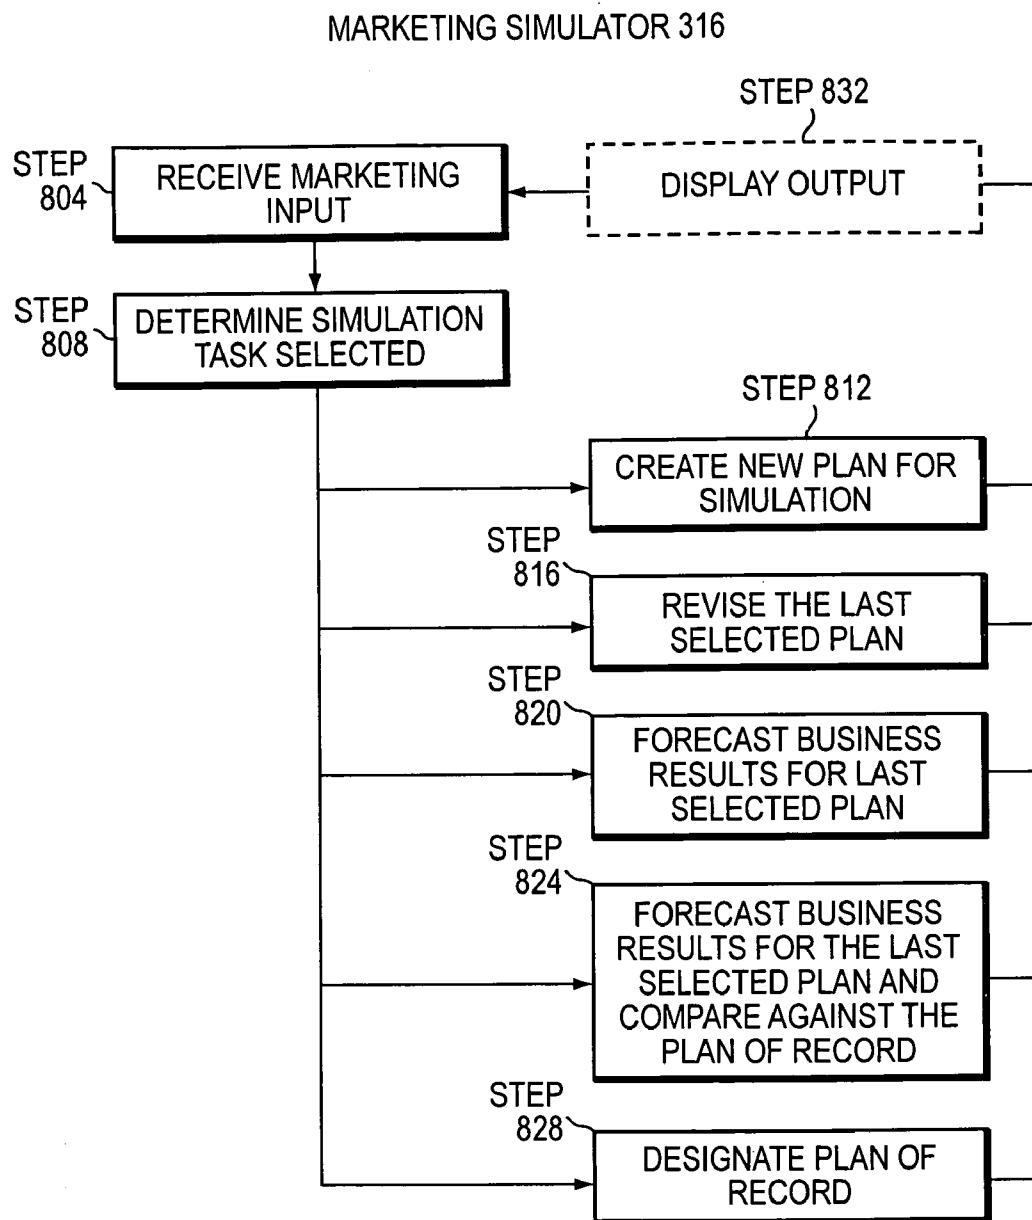 MARKETING SIMULATOR 316
STEP 832
STEP
804
RECEIVE MARKETING
INPUT
DISPLAY OUTPUT
STEP
808
DETERMINE SIMULATION
TASK SELECTED
STEP 812
CREATE NEW PLAN FOR
SIMULATION
STEP
816
REVISE THE LAST
SELECTED PLAN
STEP
820
FORECAST BUSINESS
RESULTS FOR LAST
SELECTED PLAN
STEP
824
FORECAST BUSINESS
RESULTS FOR THE LAST
SELECTED PLAN AND
COMPARE AGAINST THE
PLAN OF RECORD
STEP
828
DESIGNATE PLAN OF
RECORD